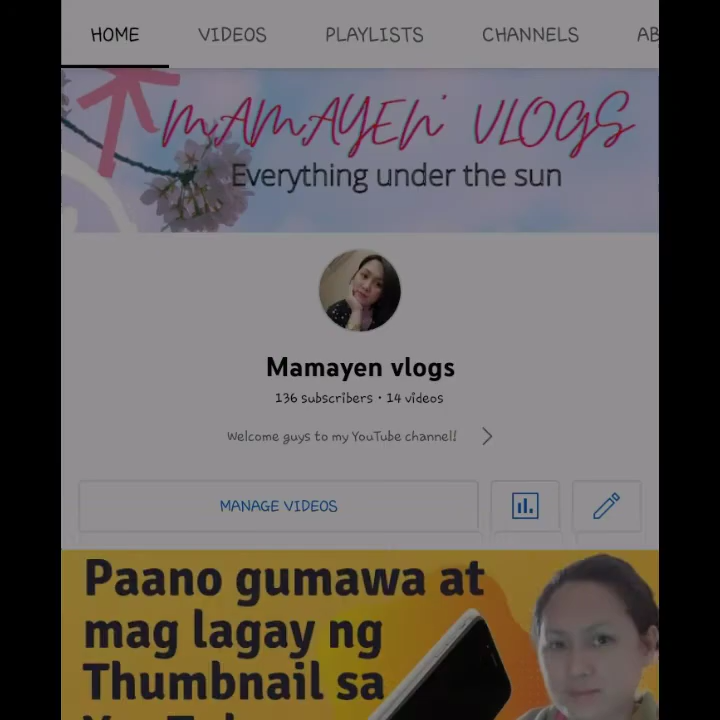 HOME VIDEOS PLAYLISTS CHANNELS AB
MAMAYEN VLOGS
Everything under the sun
Mamayen vlogs
136 subscribers • 14 videos
Welcome guys to my YouTube channel!
MANAGE VIDEOS
Paano gumawa at
mag lagay ng
Thumbnail sa